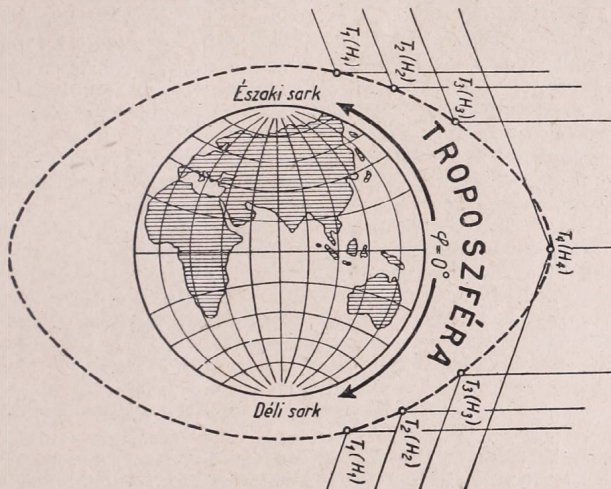 T₁(H₁)
T₂(H₂)
T₃(H₃)
Északi sark
TROPOSZFÉRA
φ=0°
T₄(H₄)
T₃(H₃)
T₂(H₂)
T₁(H₁)
Déli sark